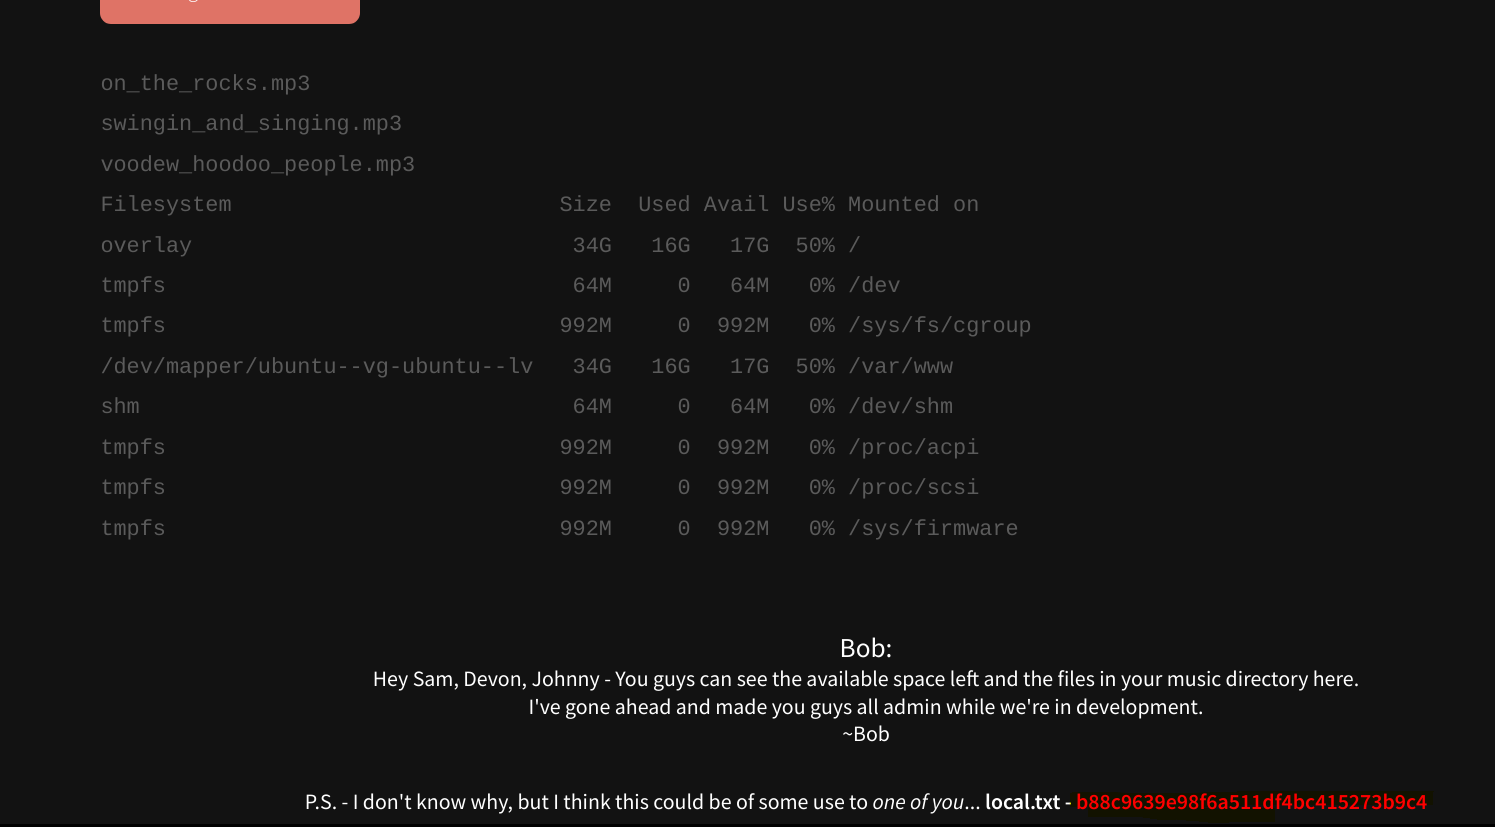 on_the_rocks.mp3
swingin_and_singing.mp3
voodew_hoodoo_people.mp3
Filesystem                         Size  Used Avail Use% Mounted on
overlay                             34G   16G   17G  50% /
tmpfs                               64M     0   64M   0% /dev
tmpfs                              992M     0  992M   0% /sys/fs/cgroup
/dev/mapper/ubuntu--vg-ubuntu--lv   34G   16G   17G  50% /var/www
shm                                 64M     0   64M   0% /dev/shm
tmpfs                              992M     0  992M   0% /proc/acpi
tmpfs                              992M     0  992M   0% /proc/scsi
tmpfs                              992M     0  992M   0% /sys/firmware
Bob:
Hey Sam, Devon, Johnny - You guys can see the available space left and the files in your music directory here.
I've gone ahead and made you guys all admin while we're in development.
~Bob
P.S. - I don't know why, but I think this could be of some use to one of you... local.txt - b88c9639e98f6a511df4bc415273b9c4